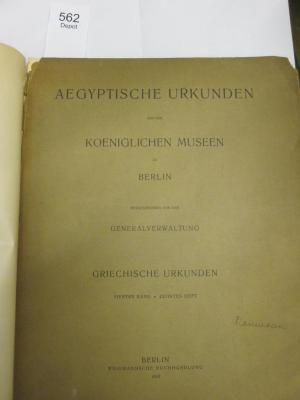 562
Depot
AEGYPTISCHE URKUNDEN
AUS DEN
KOENIGLICHEN MUSEEN
ZU
BERLIN
HERAUSGEGEBEN VON DER
GENERALVERWALTUNG
GRIECHISCHE URKUNDEN
VIERTER BAND • ZEHNTES HEFT
BERLIN
WEIDMANNSCHE BUCHHANDLUNG